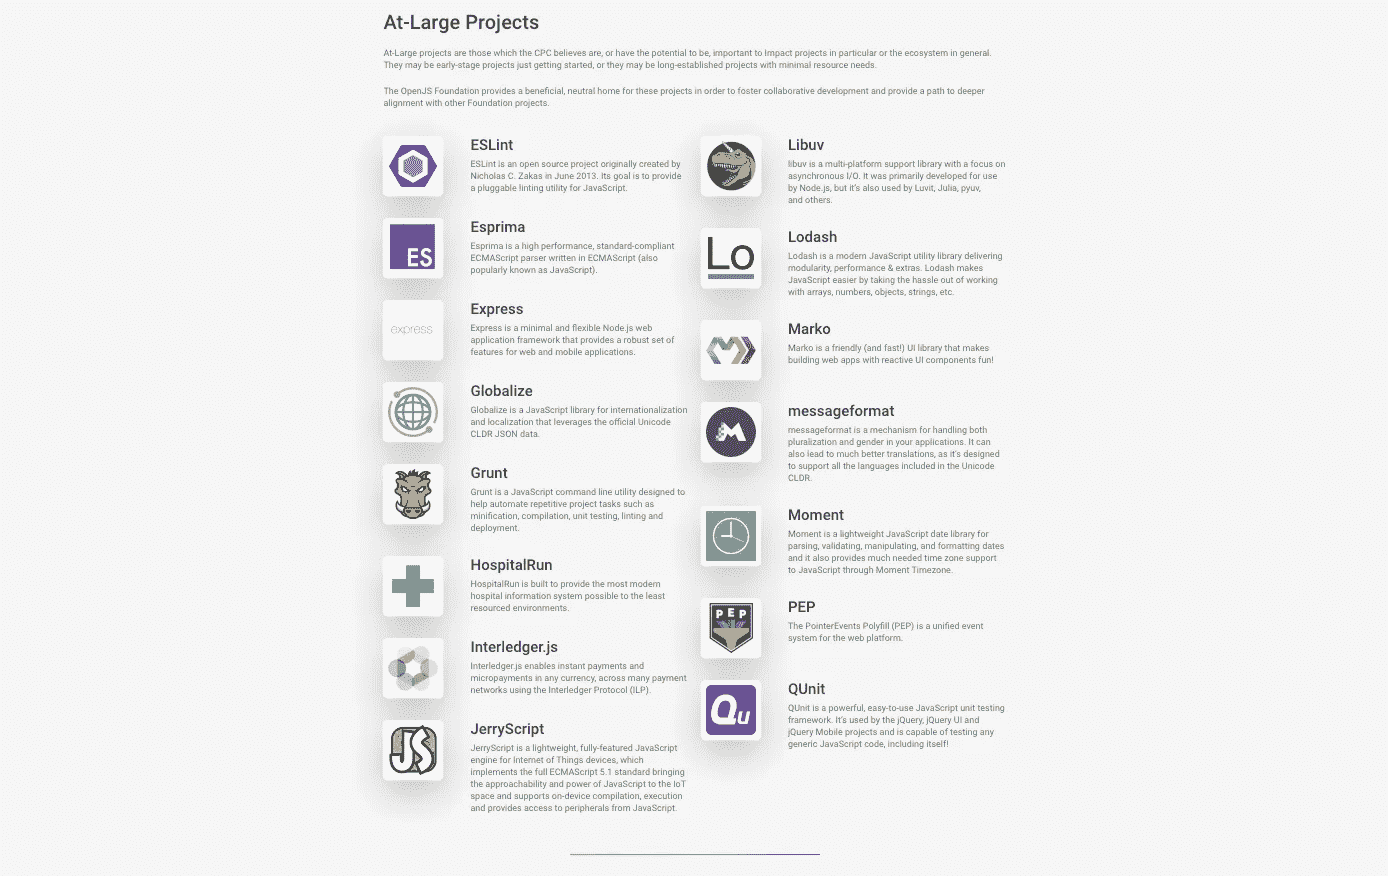 At-Large Projects
At-Large projects are those which the CPC believes are, or have the potential to be, important to Impact projects in particular or the ecosystem in general.
They may be early-stage projects just getting started, or they may be long-established projects with minimal resource needs.
The OpenJS Foundation provides a beneficial, neutral home for these projects in order to foster collaborative development and provide a path to deeper
alignment with other Foundation projects.
ESLint
ESLint is an open source project originally created by
Nicholas C. Zakas in June 2013. Its goal is to provide
a pluggable linting utility for JavaScript.
ES
Esprima
Esprima is a high performance, standard-compliant
ECMAScript parser written in ECMAScript (also
popularly known as JavaScript).
express
Express
Express is a minimal and flexible Node.js web
application framework that provides a robust set of
features for web and mobile applications.
Globalize
Globalize is a JavaScript library for internationalization
and localization that leverages the official Unicode
CLDR JSON data.
Grunt
Grunt is a JavaScript command line utility designed to
help automate repetitive project tasks such as
minification, compilation, unit testing, linting and
deployment.
HospitalRun
HospitalRun is built to provide the most modern
hospital information system possible to the least
resourced environments.
Interledger.js
Interledger.js enables instant payments and
micropayments in any currency, across many payment
networks using the Interledger Protocol (ILP).
JS
JerryScript
JerryScript is a lightweight, fully-featured JavaScript
engine for Internet of Things devices, which
implements the full ECMAScript 5.1 standard bringing
the approachability and power of JavaScript to the IoT
space and supports on-device compilation, execution
and provides access to peripherals from JavaScript.
Libuv
libuv is a multi-platform support library with a focus on
asynchronous I/O. It was primarily developed for use
by Node.js, but it's also used by Luvit, Julia, pyuv,
and others.
Lo
Lodash
Lodash is a modern JavaScript utility library delivering
modularity, performance & extras. Lodash makes
JavaScript easier by taking the hassle out of working
with arrays, numbers, objects, strings, etc.
Marko
Marko is a friendly (and fast!) UI library that makes
building web apps with reactive UI components fun!
M
messageformat
messageformat is a mechanism for handling both
pluralization and gender in your applications. It can
also lead to much better translations, as it's designed
to support all the languages included in the Unicode
CLDR.
Moment
Moment is a lightweight JavaScript date library for
parsing, validating, manipulating, and formatting dates
and it also provides much needed time zone support
to JavaScript through Moment Timezone.
PEP
PEP
The PointerEvents Polyfill (PEP) is a unified event
system for the web platform.
Qu
QUnit
QUnit is a powerful, easy-to-use JavaScript unit testing
framework. It's used by the jQuery, jQuery UI and
jQuery Mobile projects and is capable of testing any
generic JavaScript code, including itself!